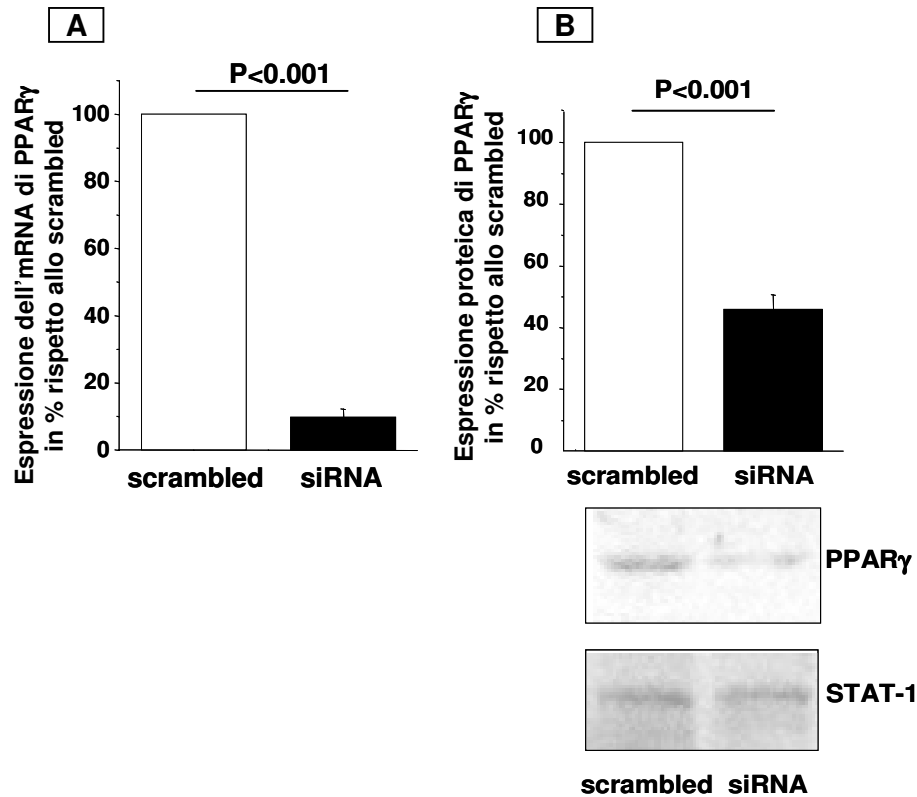 A
P<0.001
Espressione dell'mRNA di PPARγ
in % rispetto allo scrambled
100
80
60
40
20
0
scrambled siRNA
B
P<0.001
Espressione proteica di PPARγ
in % rispetto allo scrambled
100
80
60
40
20
0
scrambled siRNA
PPARγ
STAT-1
scrambled siRNA